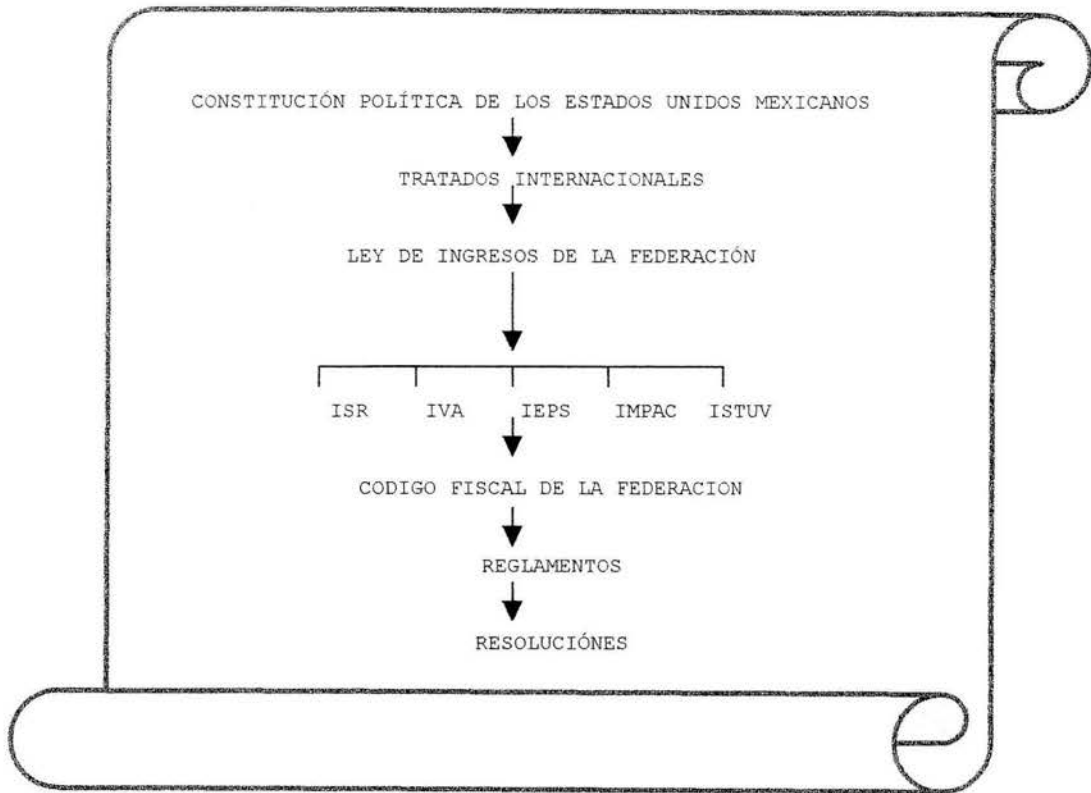 CONSTITUCIÓN POLÍTICA DE LOS ESTADOS UNIDOS MEXICANOS
TRATADOS INTERNACIONALES
LEY DE INGRESOS DE LA FEDERACIÓN
ISR IVA IEPS IMPAC ISTUV
CODIGO FISCAL DE LA FEDERACION
REGLAMENTOS
RESOLUCIÓNES